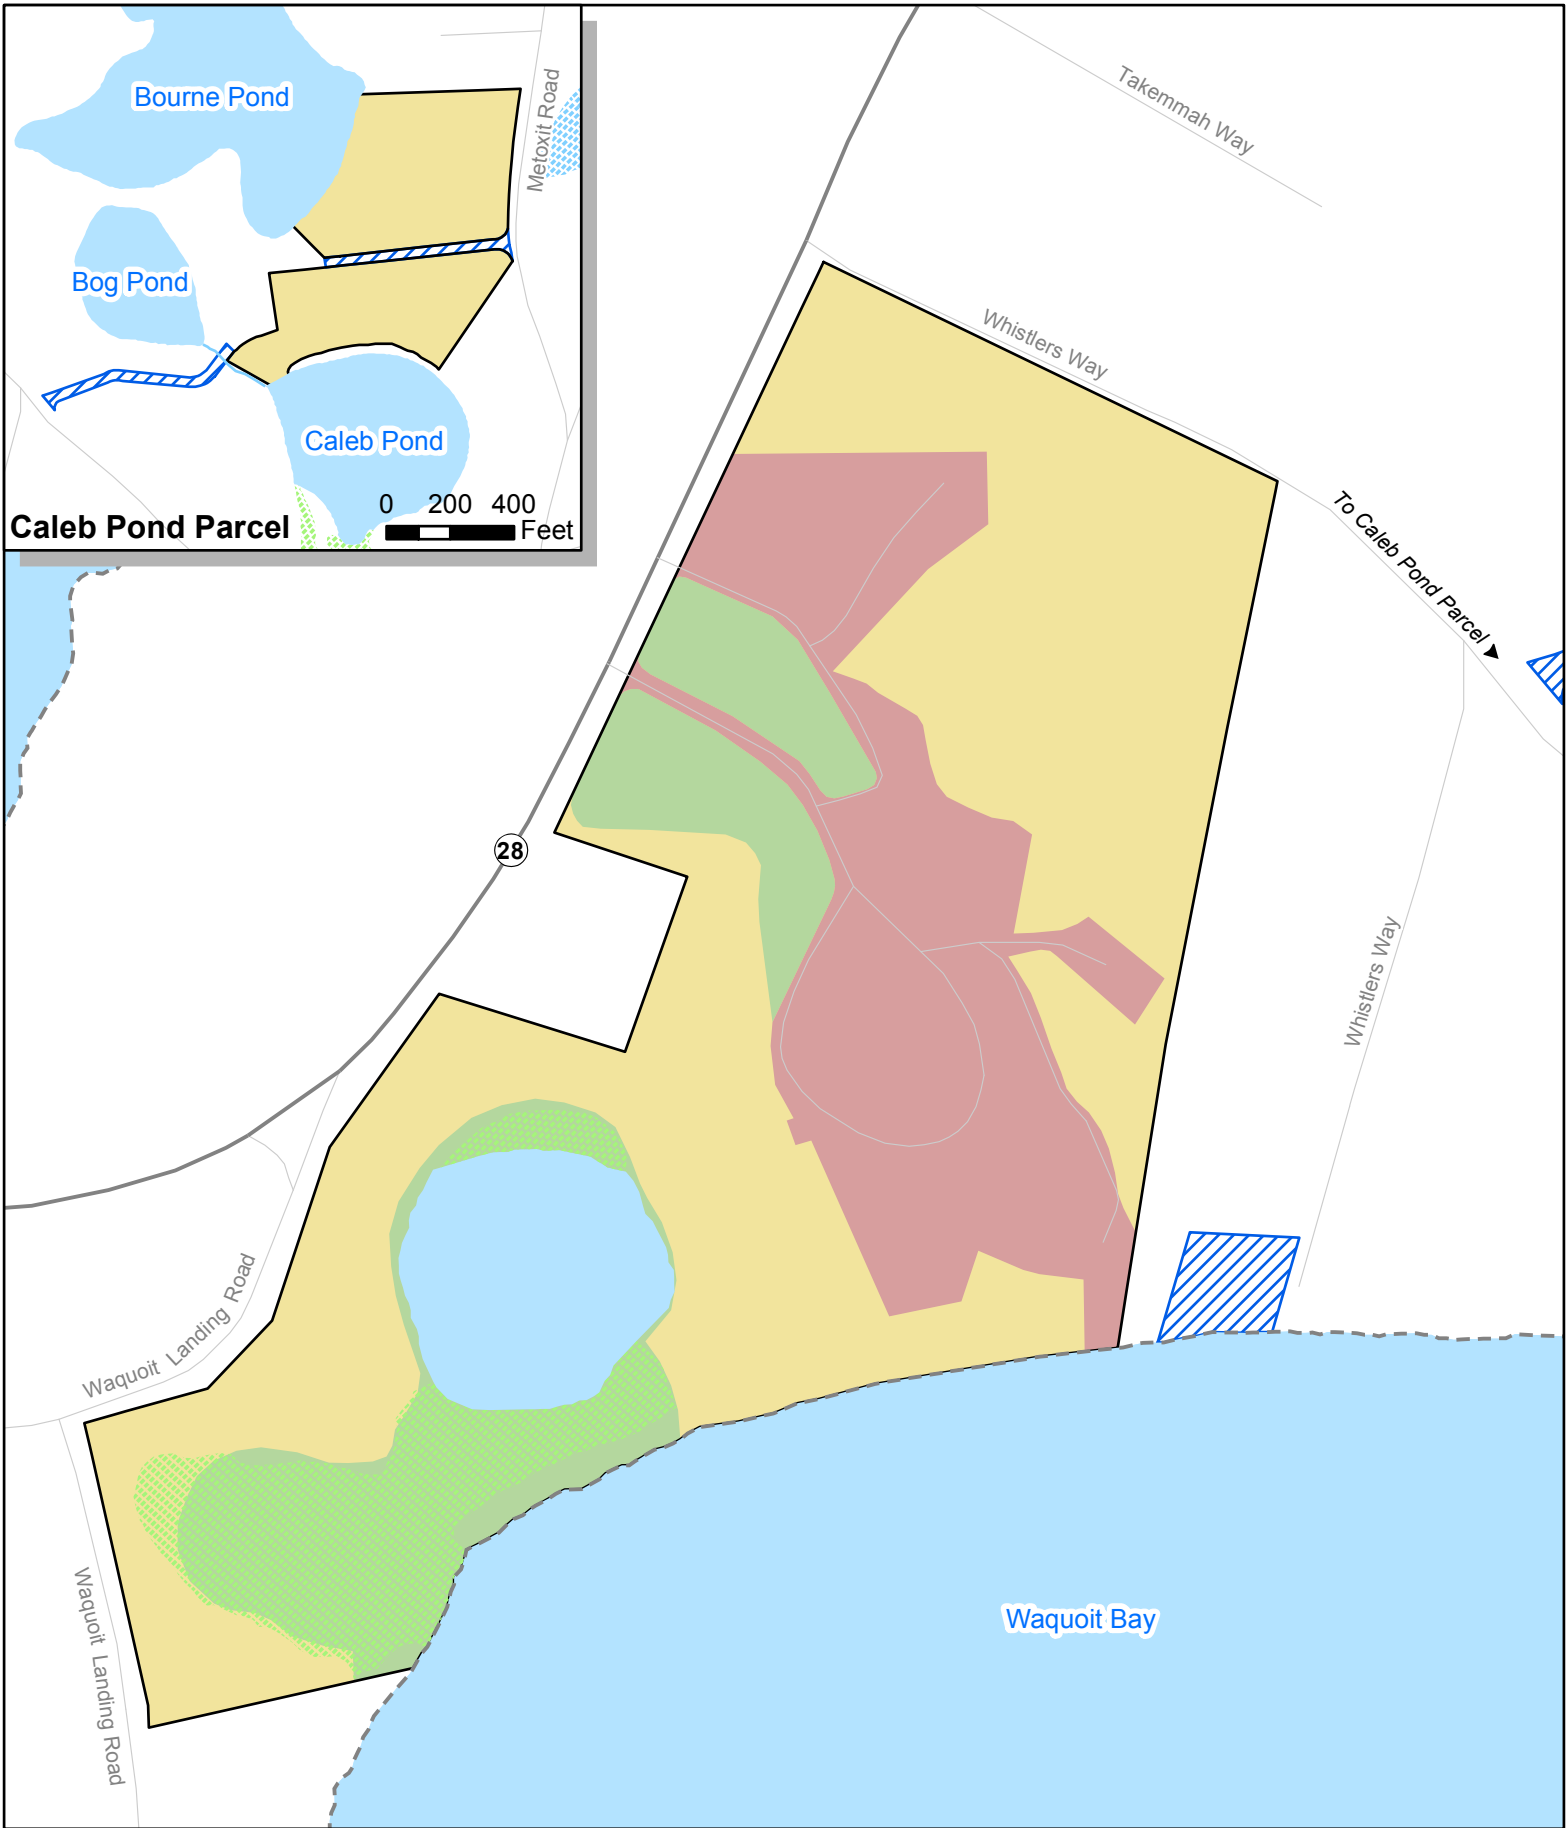 Bourne Pond
Metoxit Road
Bog Pond
Caleb Pond
0 200 400
Feet
Caleb Pond Parcel
Takemmah Way
Whistlers Way
To Caleb Pond Parcel
28
Whistlers Way
Waquoit Landing Road
Waquoit Landing Road
Waquoit Bay